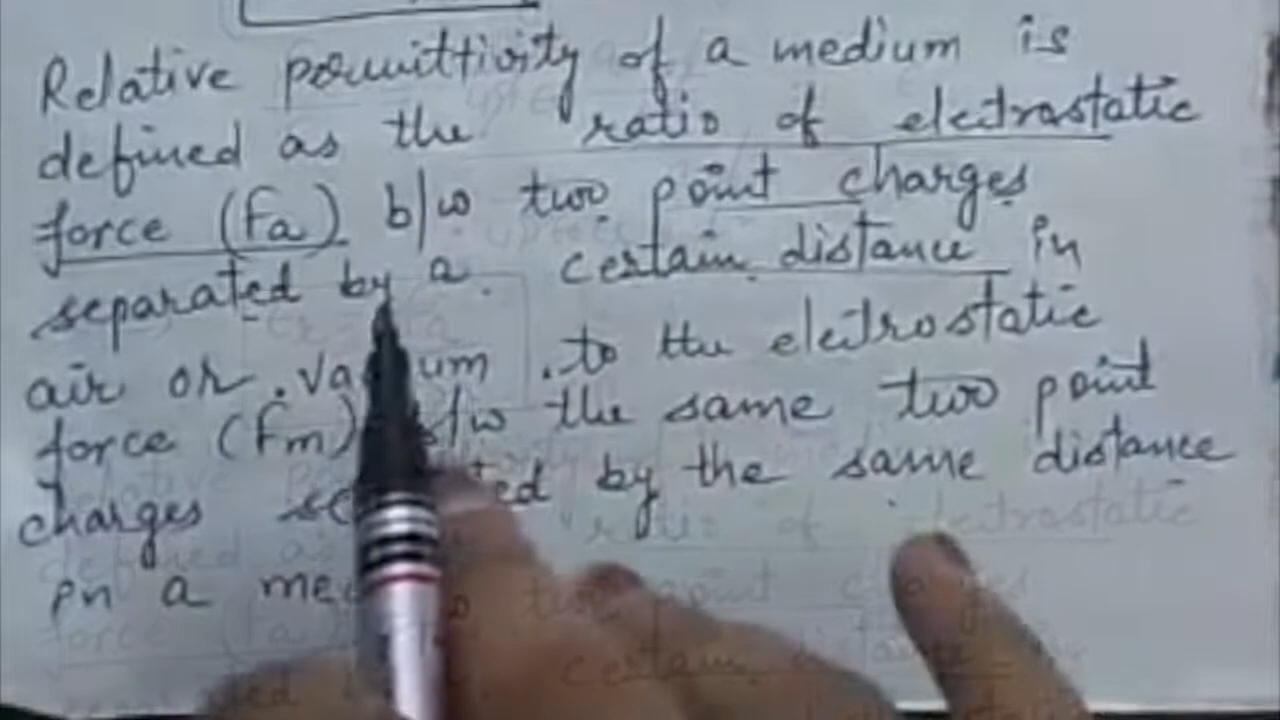 Relative permittivity of a medium is
defined as the ratio of electrostatic
force (Fa) b/w two point charges
separated by a certain distance in
air or to the electrostatic
force (Fm) the same two point
charges by the same distance
in a